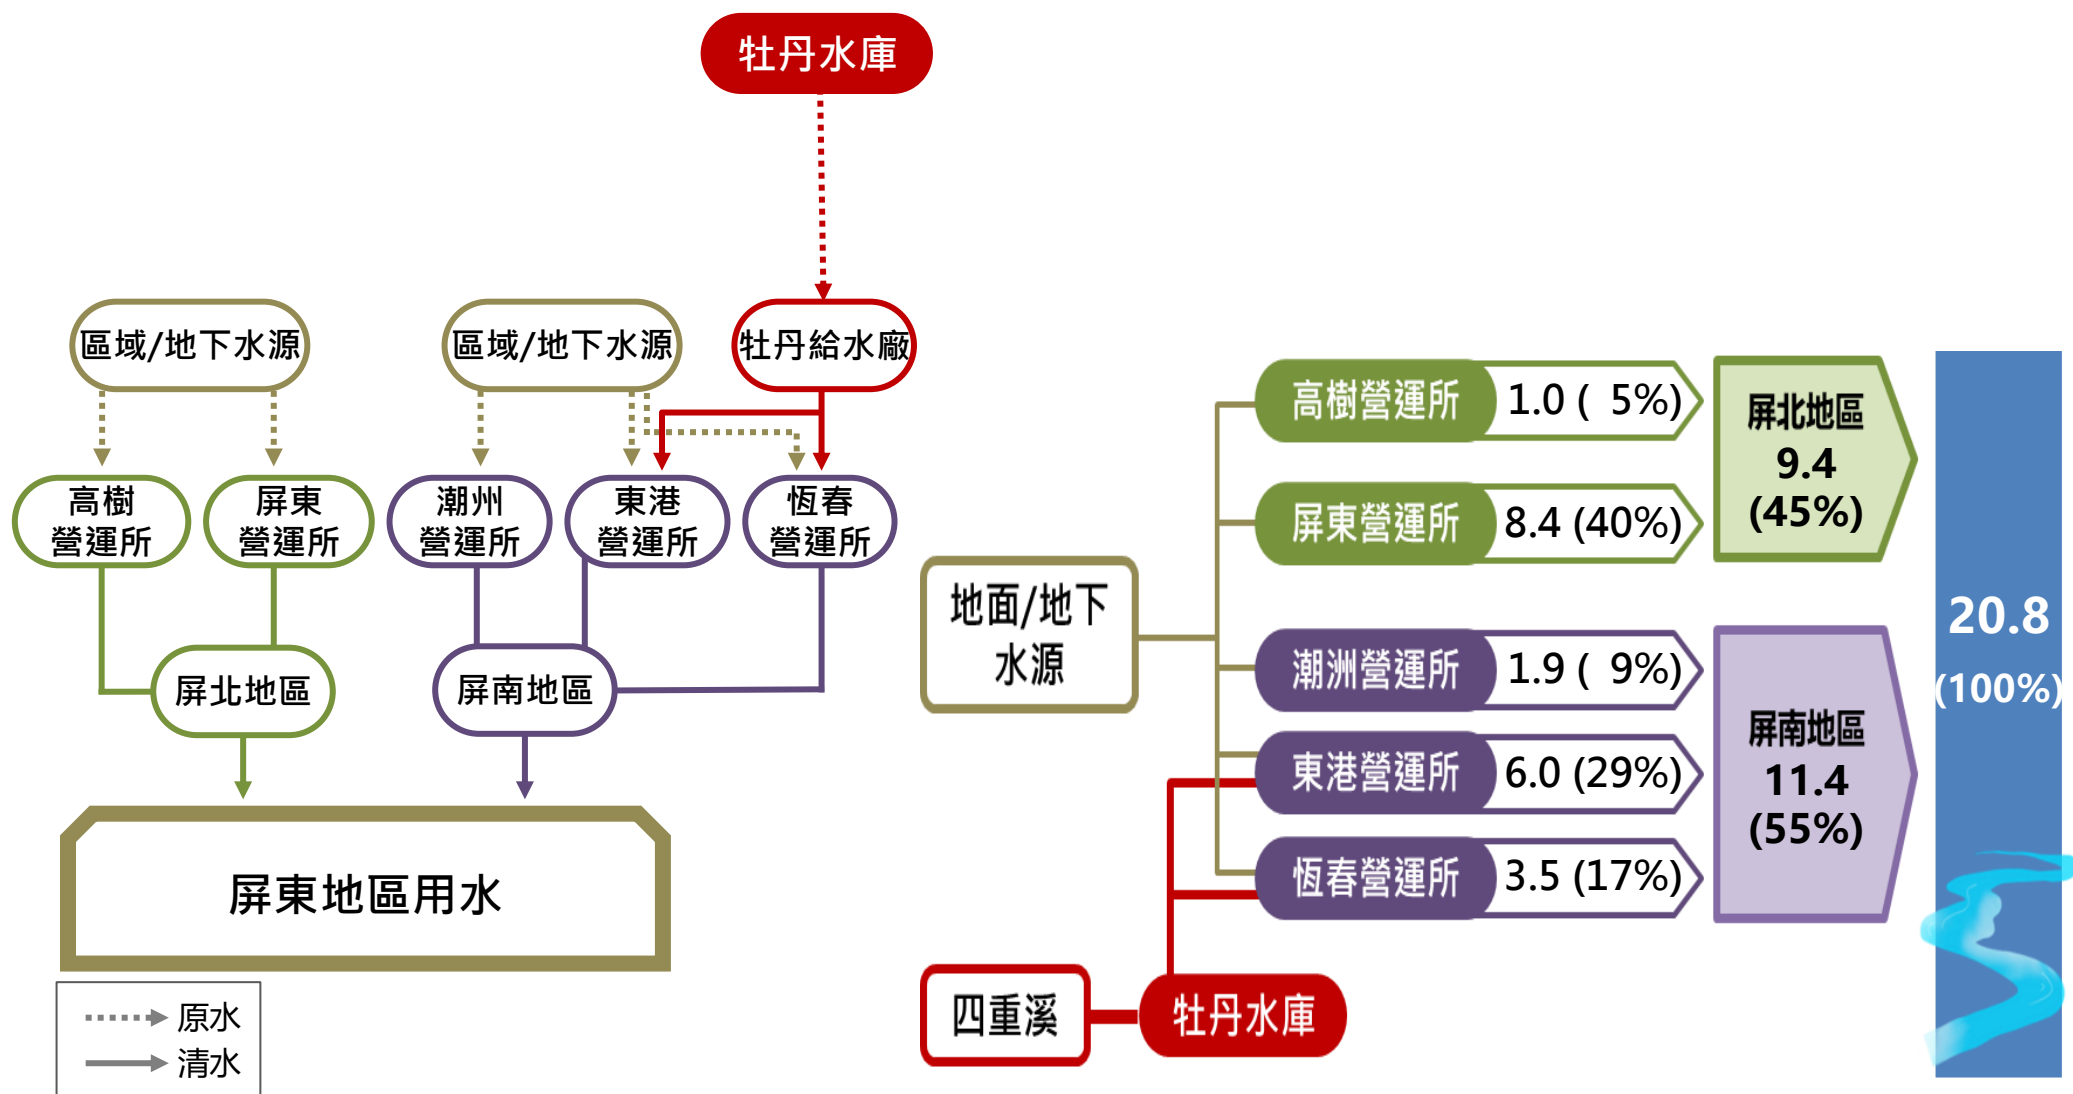 牡丹水庫
區域/地下水源
區域/地下水源
牡丹給水廠
高樹
營運所
屏東
營運所
潮州
營運所
東港
營運所
恆春
營運所
屏北地區
屏南地區
屏東地區用水
原水
清水
地面/地下
水源
高樹營運所 1.0 ( 5%)
屏東營運所 8.4 (40%)
潮洲營運所 1.9 ( 9%)
東港營運所 6.0 (29%)
恆春營運所 3.5 (17%)
屏北地區
9.4
(45%)
屏南地區
11.4
(55%)
20.8
(100%)
四重溪
牡丹水庫